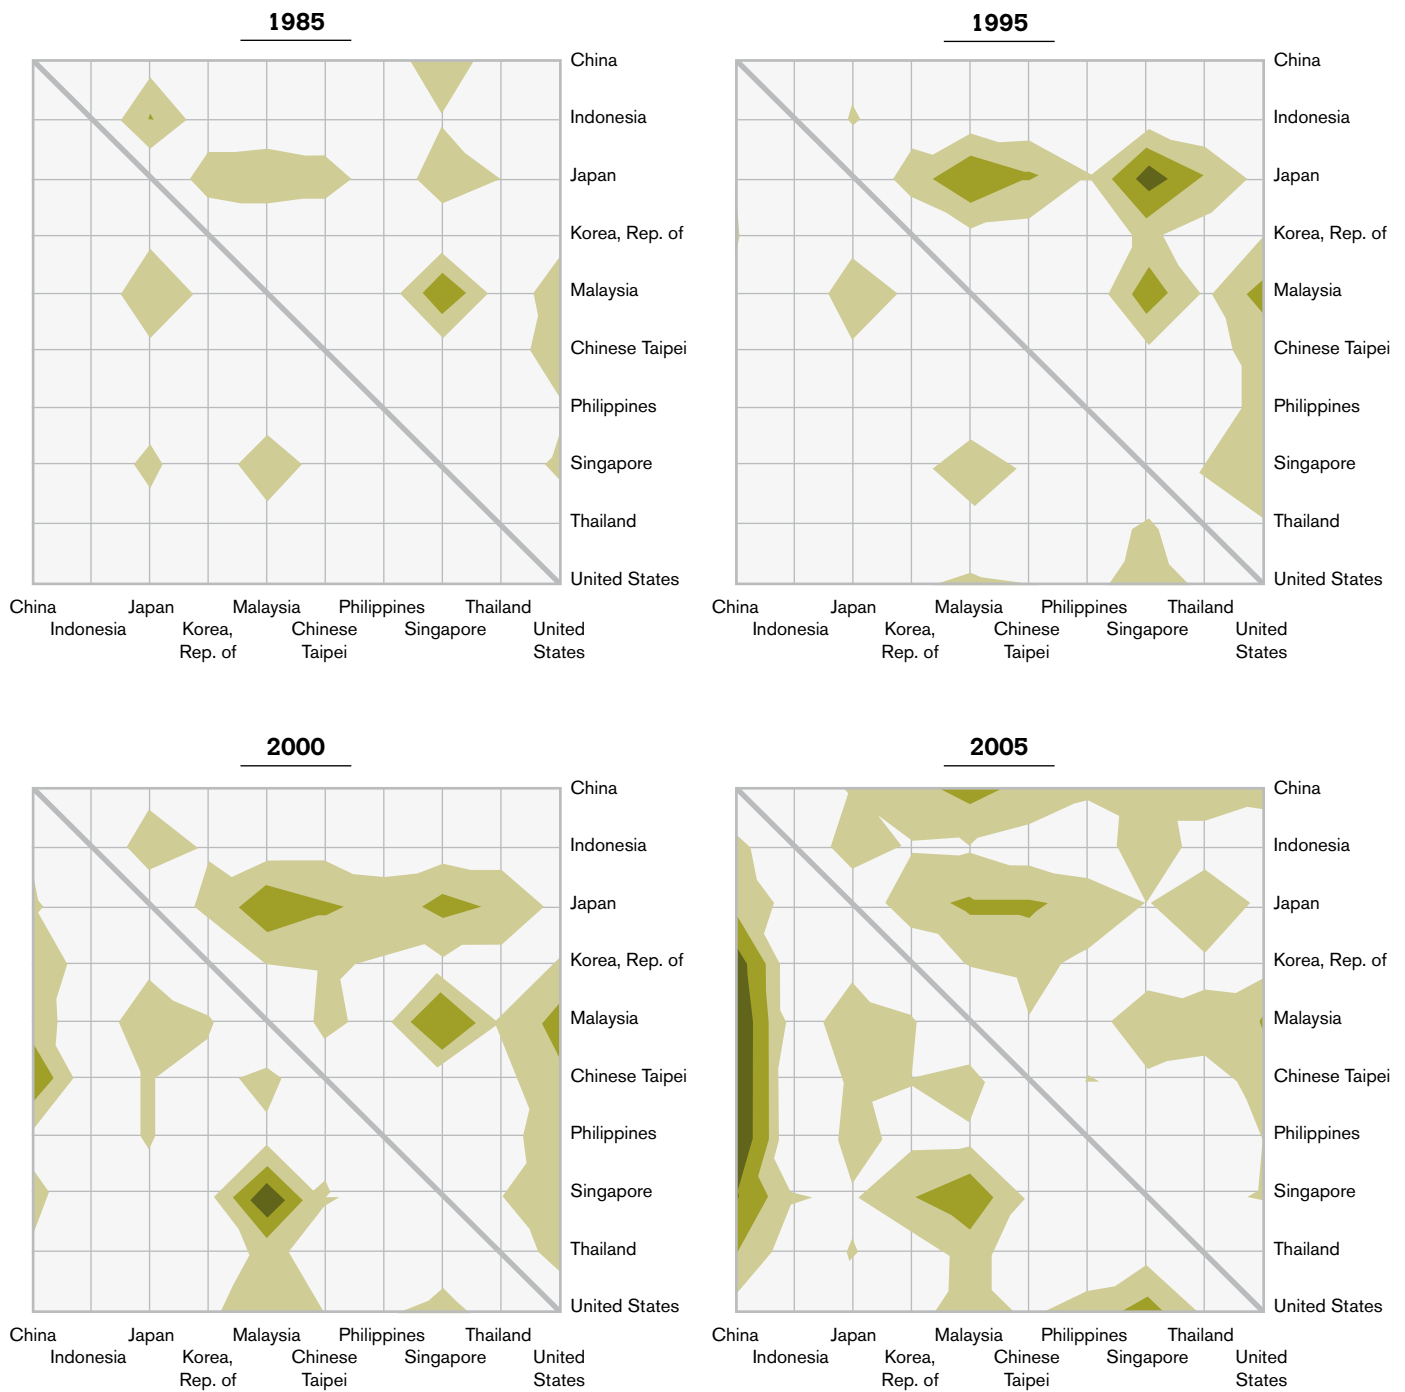 1985
China
Indonesia
Japan
Korea, Rep. of
Malaysia
Chinese Taipei
Philippines
Singapore
Thailand
United States
China Japan Malaysia Philippines Thailand
Indonesia Korea, Chinese Singapore United
Rep. of Taipei States
1995
China
Indonesia
Japan
Korea, Rep. of
Malaysia
Chinese Taipei
Philippines
Singapore
Thailand
United States
China Japan Malaysia Philippines Thailand
Indonesia Korea, Chinese Singapore United
Rep. of Taipei States
2000
China
Indonesia
Japan
Korea, Rep. of
Malaysia
Chinese Taipei
Philippines
Singapore
Thailand
United States
China Japan Malaysia Philippines Thailand
Indonesia Korea, Chinese Singapore United
Rep. of Taipei States
2005
China
Indonesia
Japan
Korea, Rep. of
Malaysia
Chinese Taipei
Philippines
Singapore
Thailand
United States
China Japan Malaysia Philippines Thailand
Indonesia Korea, Chinese Singapore United
Rep. of Taipei States